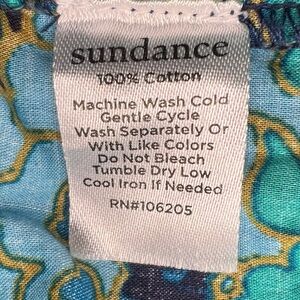 sundance
100% Cotton
Machine Wash Cold
Gentle Cycle
Wash Separately Or
With Like Colors
Do Not Bleach
Tumble Dry Low
Cool Iron If Needed
RN#106205